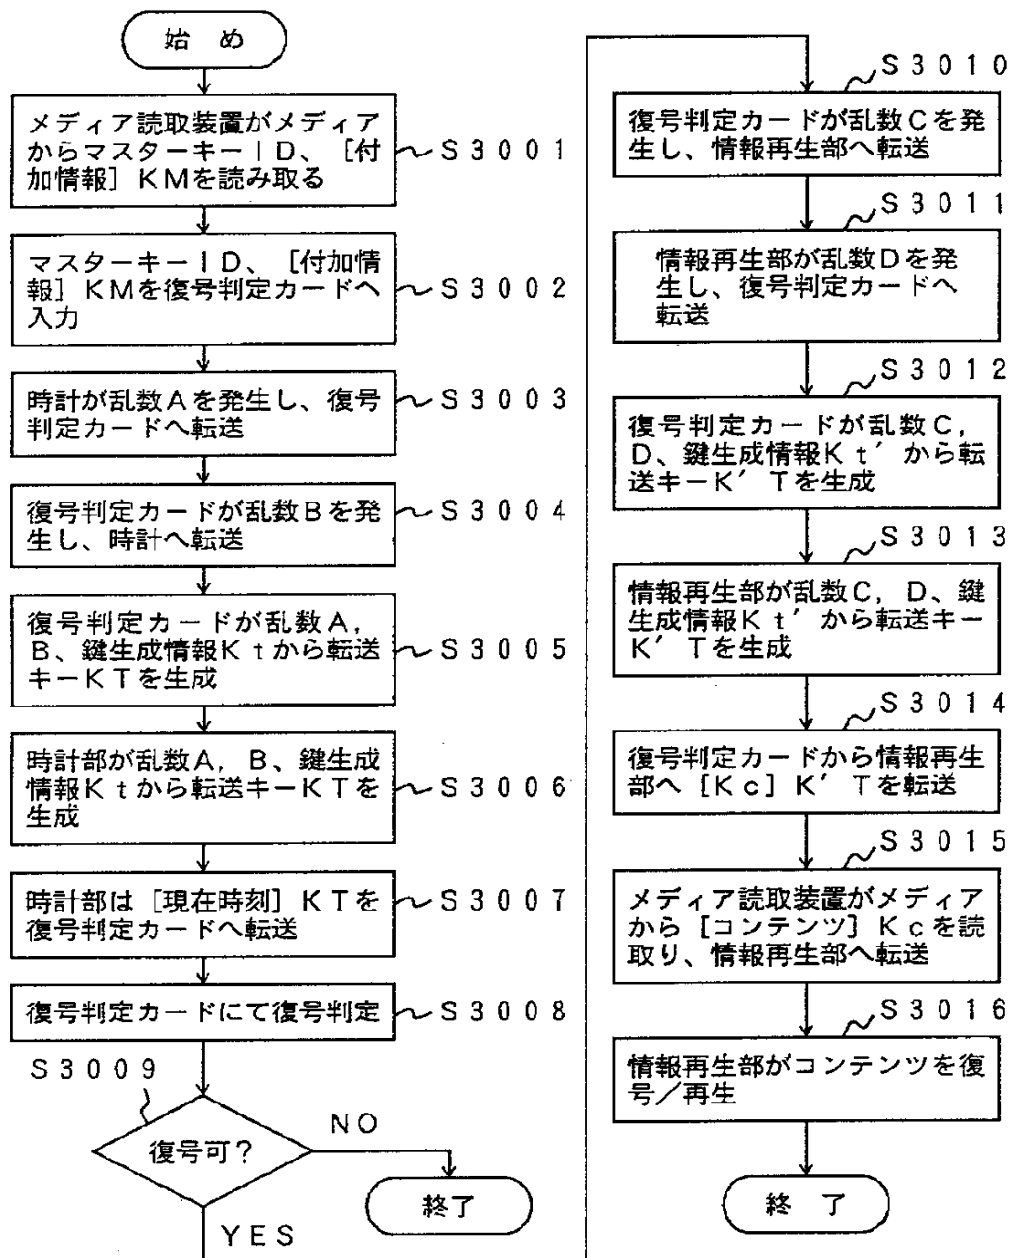 始 め
メディア読取装置がメディア
からマスターキーID、[付
加情報]KMを読み取る
S3001
マスターキーID、[付加情
報]KMを復号判定カードへ
入力
S3002
時計が乱数Aを発生し、復号
判定カードへ転送
S3003
復号判定カードが乱数Bを発
生し、時計へ転送
S3004
復号判定カードが乱数A,
B、鍵生成情報Ktから転送
キーKTを生成
S3005
時計部が乱数A, B、鍵生成
情報Ktから転送キーKTを
生成
S3006
時計部は[現在時刻]KTを
復号判定カードへ転送
S3007
復号判定カードにて復号判定
S3008
S3009
復号可?
NO
終了
YES
S3010
復号判定カードが乱数Cを発
生し、情報再生部へ転送
S3011
情報再生部が乱数Dを発
生し、復号判定カードへ
転送
S3012
復号判定カードが乱数C,
D、鍵生成情報Kt′から転
送キーK′Tを生成
S3013
情報再生部が乱数C, D、鍵
生成情報Kt′から転送キー
K′Tを生成
S3014
復号判定カードから情報再生
部へ[Kc]K′Tを転送
S3015
メディア読取装置がメディア
から[コンテンツ]Kcを読
取り、情報再生部へ転送
S3016
情報再生部がコンテンツを復
号/再生
終 了